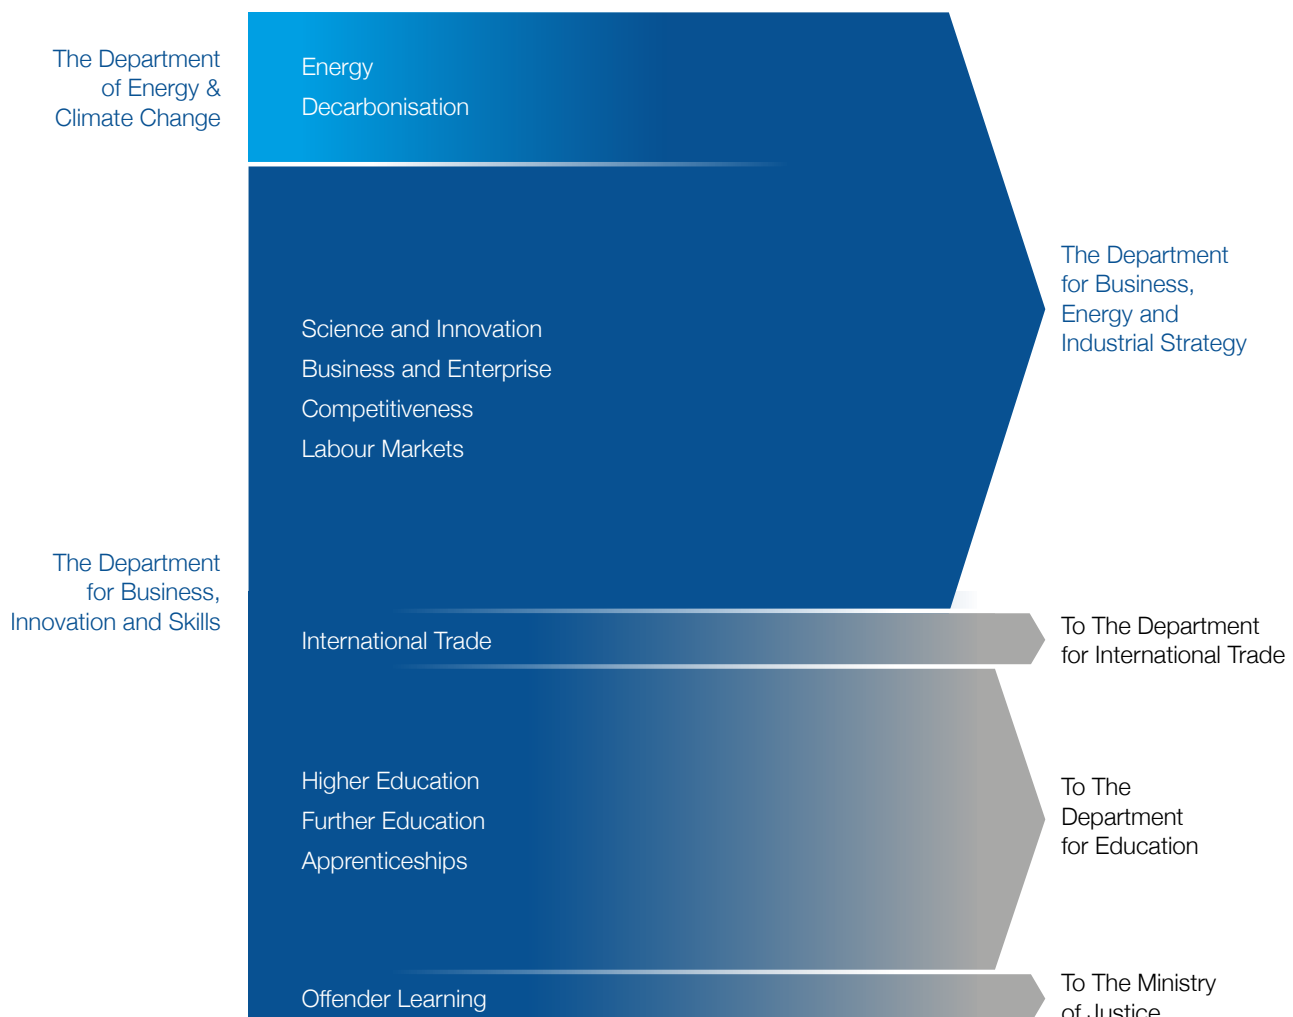 The Department
of Energy &
Climate Change
Energy
Decarbonisation
Science and Innovation
Business and Enterprise
Competitiveness
Labour Markets
The Department
for Business,
Energy and
Industrial Strategy
The Department
for Business,
Innovation and Skills
International Trade
To The Department
for International Trade
Higher Education
Further Education
Apprenticeships
To The
Department
for Education
Offender Learning
To The Ministry
of Justice